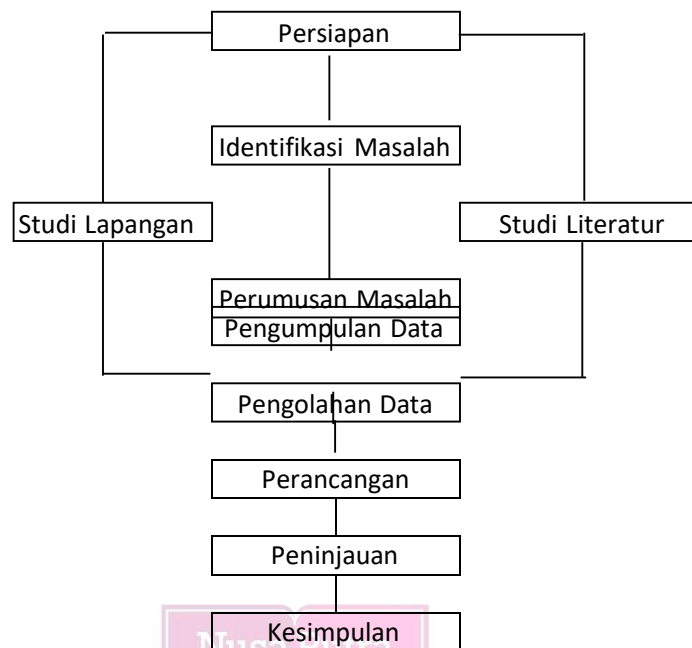 Persiapan
Identifikasi Masalah
Studi Lapangan
Studi Literatur
Perumusan Masalah
Pengumpulan Data
Pengolahan Data
Perancangan
Peninjauan
Kesimpulan